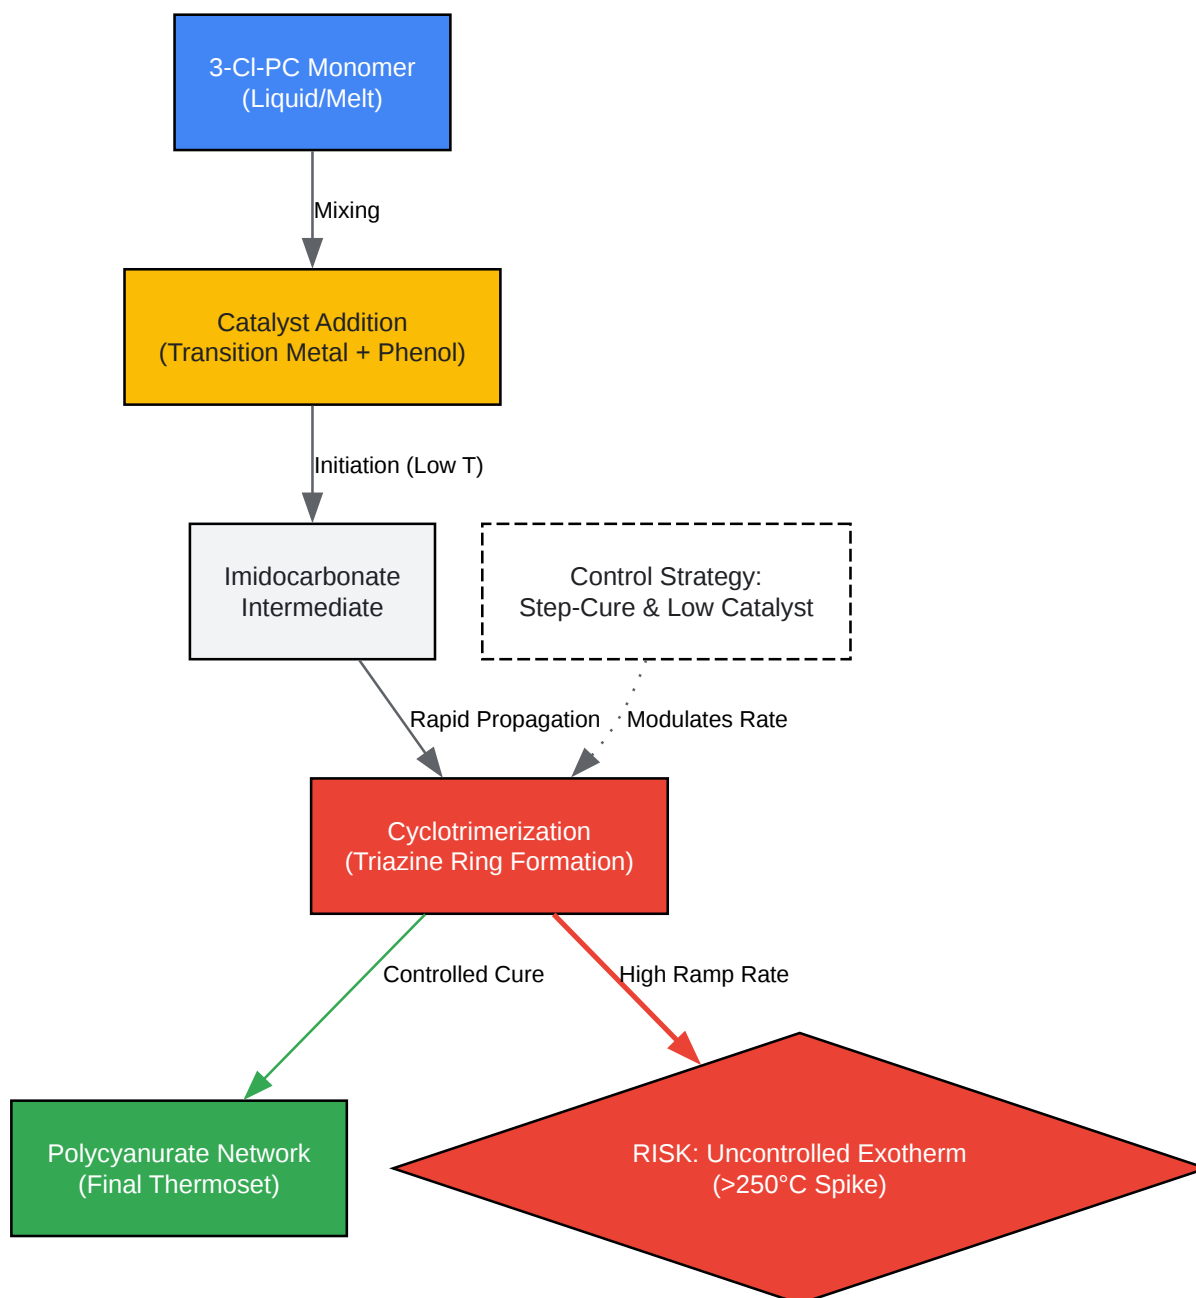 3-Cl-PC Monomer
(Liquid/Melt)
Mixing
Catalyst Addition
(Transition Metal + Phenol)
Initiation (Low T)
Imidocarbonate
Intermediate
Control Strategy:
Step-Cure & Low Catalyst
Rapid Propagation
Modulates Rate
Cyclotrimerization
(Triazine Ring Formation)
Controlled Cure
High Ramp Rate
Polycyanurate Network
(Final Thermoset)
RISK: Uncontrolled Exotherm
(>250°C Spike)